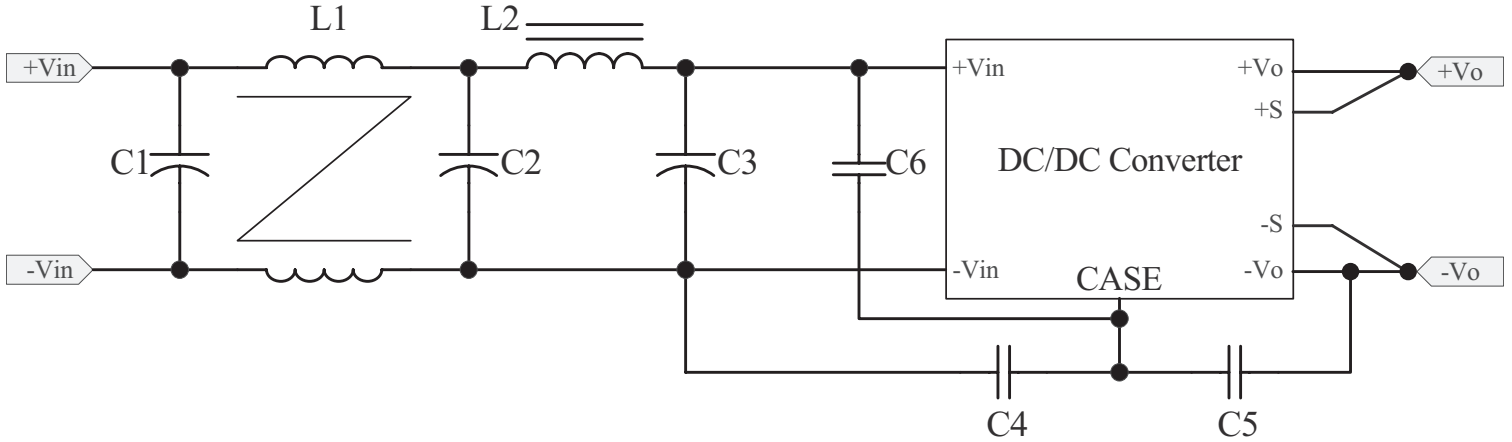 L1 L2
+Vin +Vin +Vo +Vo
+S
C1 C2 C3 C6 DC/DC Converter
-S
-Vin -Vin -Vo -Vo
CASE
C4 C5